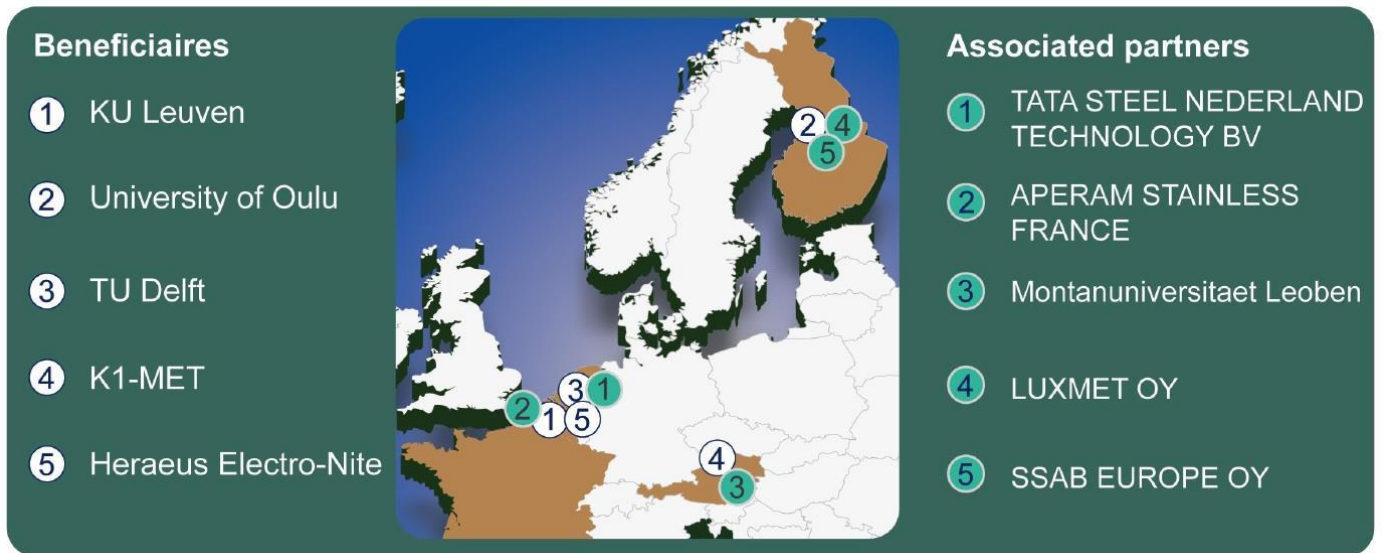 Beneficiaires
1 KU Leuven
2 University of Oulu
3 TU Delft
4 K1-MET
5 Heraeus Electro-Nite
2 4
5
3 1
2 1 5
4
3
Associated partners
1 TATA STEEL NEDERLAND
TECHNOLOGY BV
2 APERAM STAINLESS
FRANCE
3 Montanuniversitaet Leoben
4 LUXMET OY
5 SSAB EUROPE OY